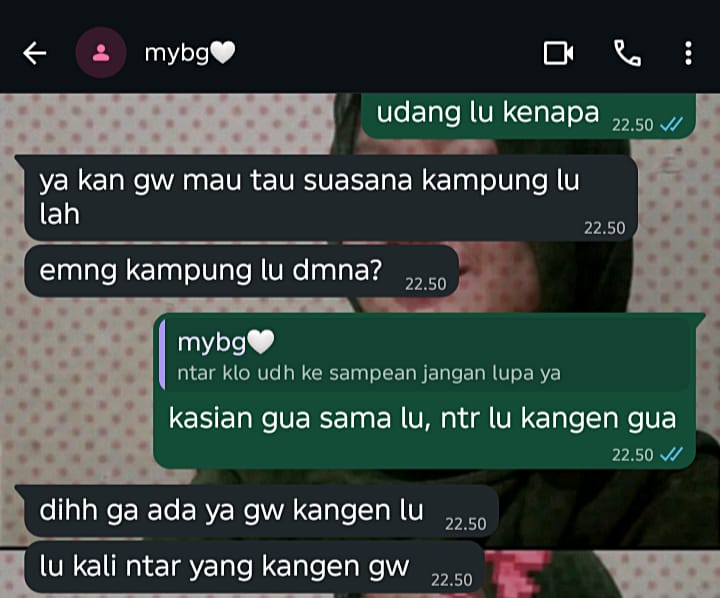 mybg🤍
udang lu kenapa
22.50
ya kan gw mau tau suasana kampung lu
lah
22.50
emng kampung lu dmna?
22.50
mybg🤍
ntar klo udh ke sampean jangan lupa ya
kasian gua sama lu, ntr lu kangen gua
22.50
dihh ga ada ya gw kangen lu
22.50
lu kali ntar yang kangen gw
22.50